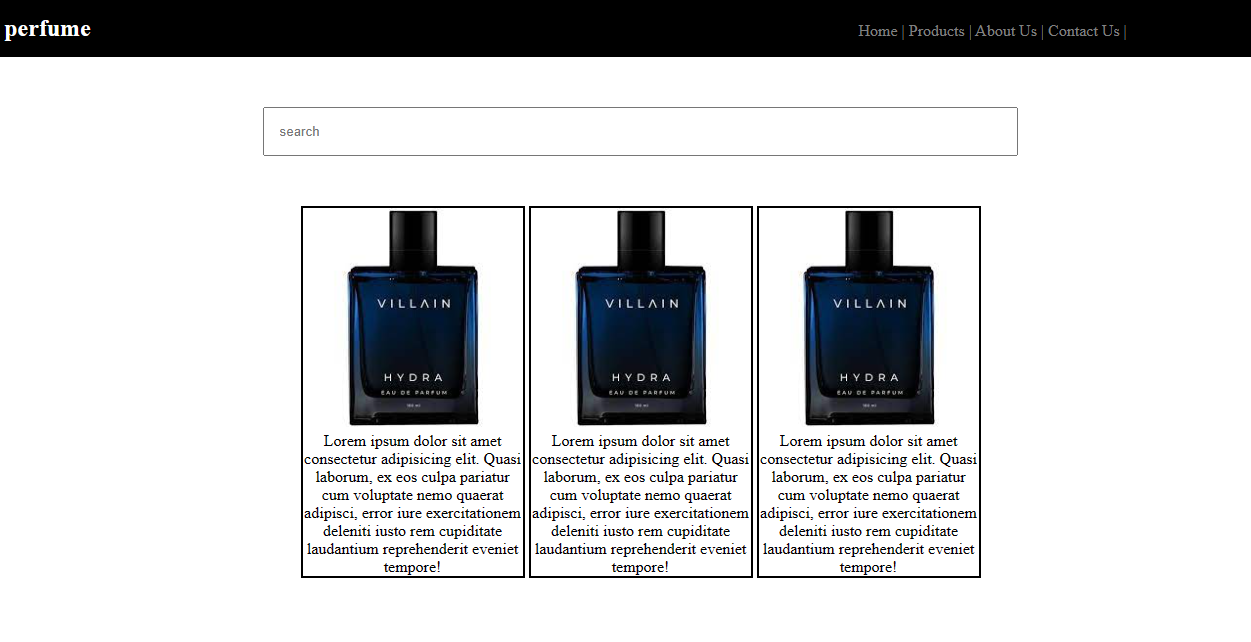 perfume
Home | Products | About Us | Contact Us |
search
VILLAIN
HYDRA
EAU DE PARFUM
Lorem ipsum dolor sit amet
consectetur adipisicing elit. Quasi
laborum, ex eos culpa pariatur
cum voluptate nemo quaerat
adipisci, error iure exercitationem
deleniti iusto rem cupiditate
laudantium reprehenderit eveniet
tempore!
VILLAIN
HYDRA
EAU DE PARFUM
Lorem ipsum dolor sit amet
consectetur adipisicing elit. Quasi
laborum, ex eos culpa pariatur
cum voluptate nemo quaerat
adipisci, error iure exercitationem
deleniti iusto rem cupiditate
laudantium reprehenderit eveniet
tempore!
VILLAIN
HYDRA
EAU DE PARFUM
Lorem ipsum dolor sit amet
consectetur adipisicing elit. Quasi
laborum, ex eos culpa pariatur
cum voluptate nemo quaerat
adipisci, error iure exercitationem
deleniti iusto rem cupiditate
laudantium reprehenderit eveniet
tempore!